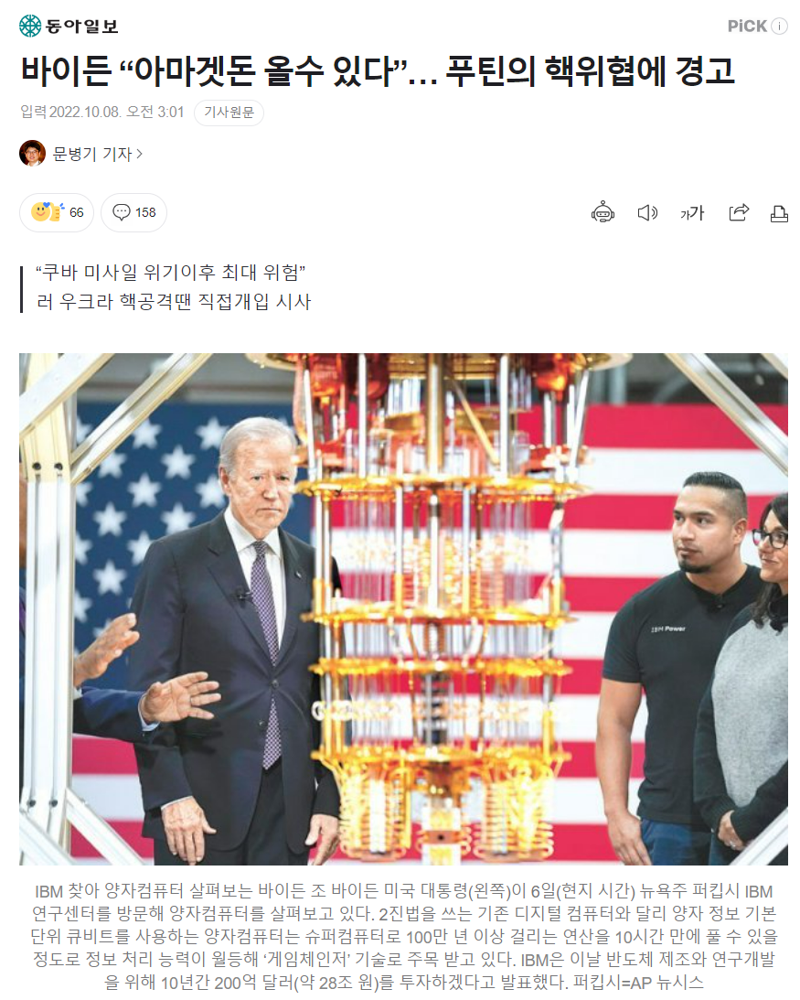 동아일보
PiCK
바이든 “아마겟돈 올수 있다”… 푸틴의 핵위협에 경고
입력 2022.10.08. 오전 3:01 기사원문
문병기 기자
66 158
가가
“쿠바 미사일 위기이후 최대 위험”
러 우크라 핵공격땐 직접개입 시사
IBM Power
IBM 찾아 양자컴퓨터 살펴보는 바이든 조 바이든 미국 대통령(왼쪽)이 6일(현지 시간) 뉴욕주 퍼킵시 IBM
연구센터를 방문해 양자컴퓨터를 살펴보고 있다. 2진법을 쓰는 기존 디지털 컴퓨터와 달리 양자 정보 기본
단위 큐비트를 사용하는 양자컴퓨터는 슈퍼컴퓨터로 100만 년 이상 걸리는 연산을 10시간 만에 풀 수 있을
정도로 정보 처리 능력이 월등해 ‘게임체인저’ 기술로 주목 받고 있다. IBM은 이날 반도체 제조와 연구개발
을 위해 10년간 200억 달러(약 28조 원)를 투자하겠다고 발표했다. 퍼킵시=AP 뉴시스